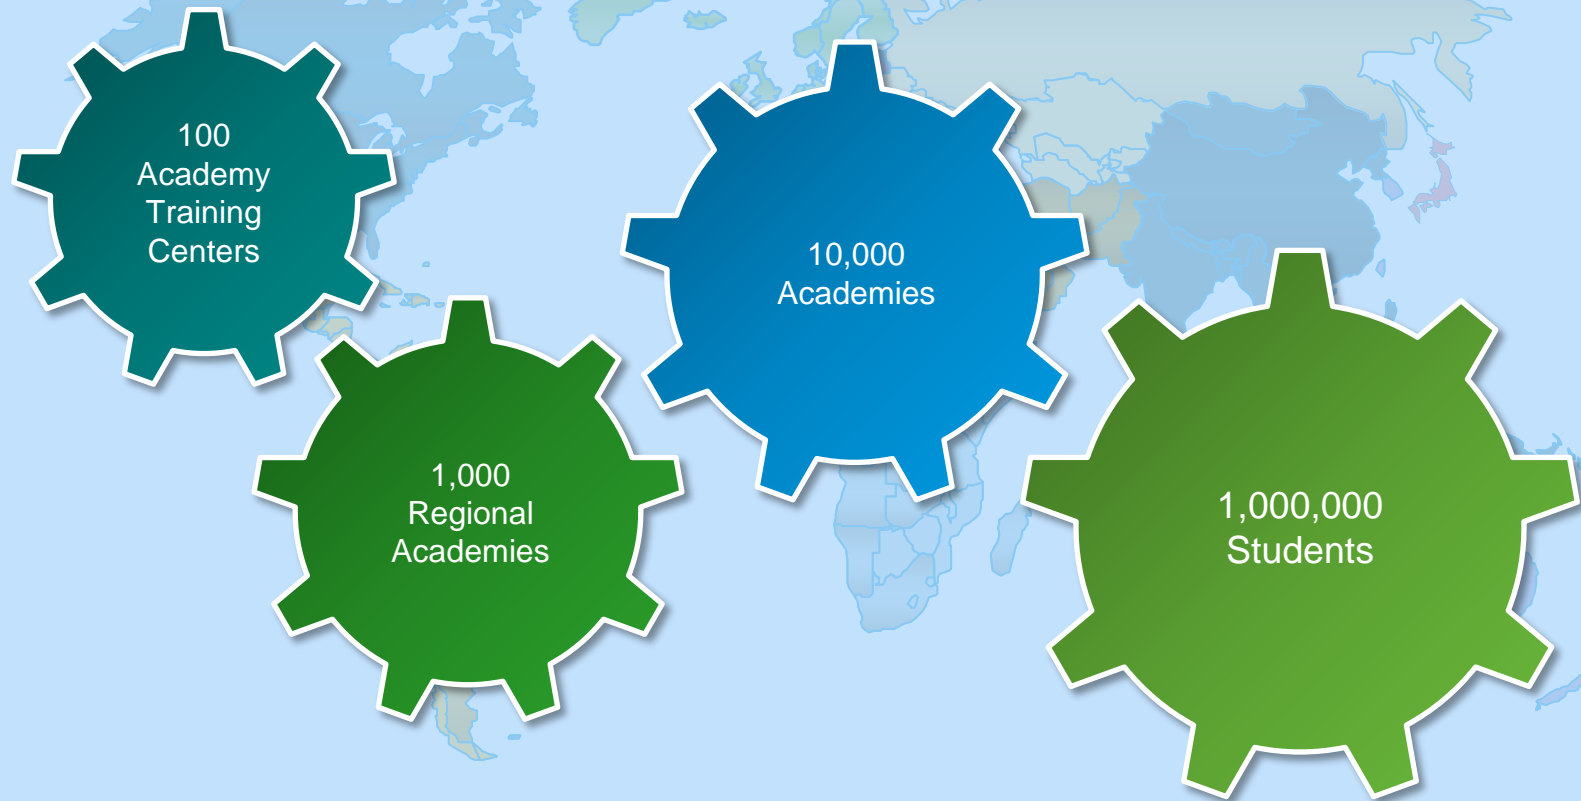 100
Academy
Training
Centers
1,000
Regional
Academies
10,000
Academies
1,000,000
Students